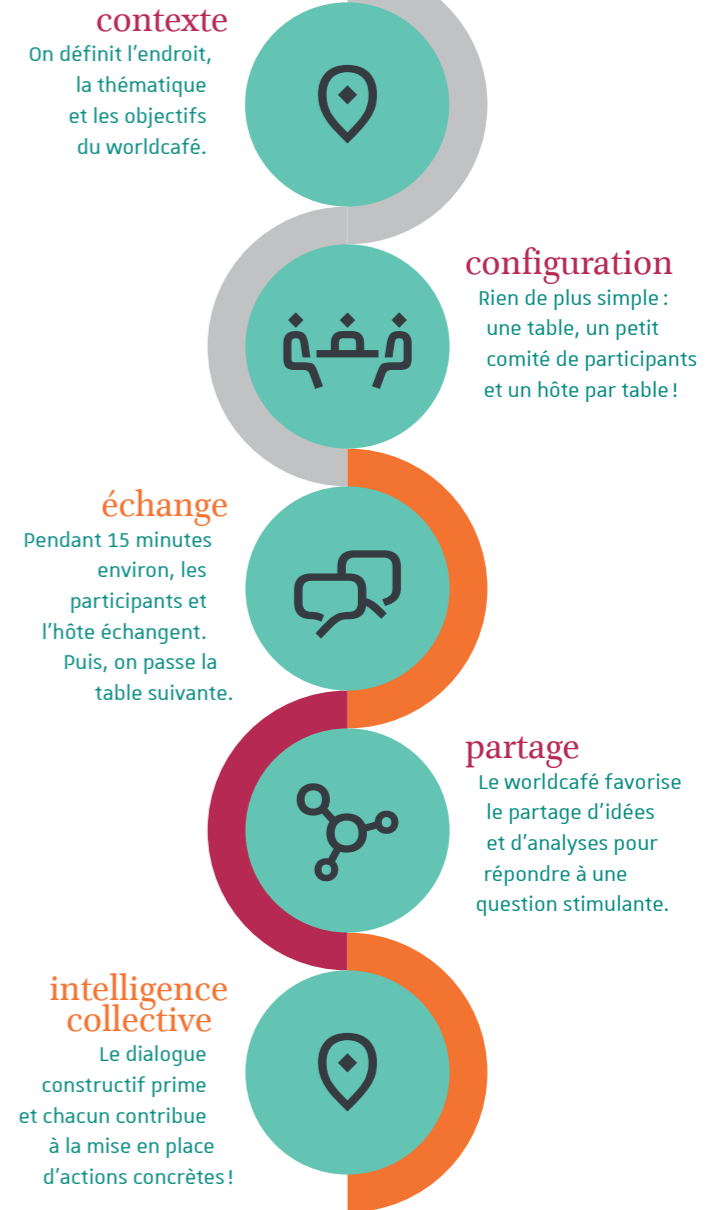 contexte
On définit l'endroit,
la thématique
et les objectifs
du worldcafé.
configuration
Rien de plus simple :
une table, un petit
comité de participants
et un hôte par table !
échange
Pendant 15 minutes
environ, les
participants et
l'hôte échangent.
Puis, on passe la
table suivante.
partage
Le worldcafé favorise
le partage d'idées
et d'analyses pour
répondre à une
question stimulante.
intelligence
collective
Le dialogue
constructif prime
et chacun contribue
à la mise en place
d'actions concrètes !